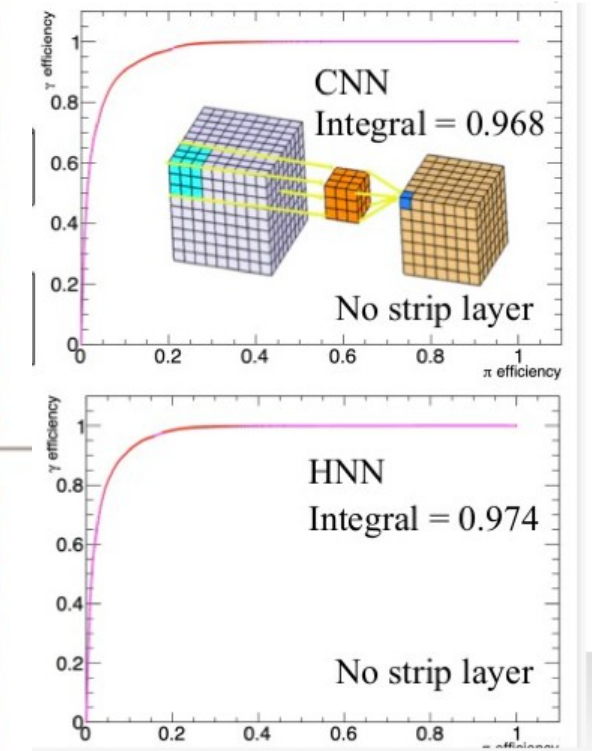 γ efficiency
1
0.8
0.6
0.4
0.2
0
CNN
Integral = 0.968
No strip layer
0 0.2 0.4 0.6 0.8 1
π efficiency
γ efficiency
1
0.8
0.6
0.4
0.2
0
HNN
Integral = 0.974
No strip layer
0 0.2 0.4 0.6 0.8 1